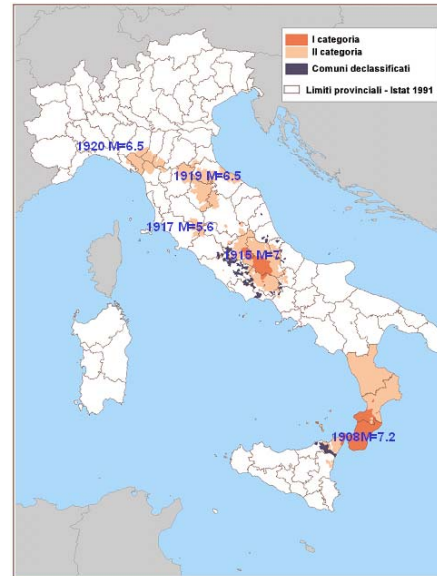 I categoria
II categoria
Comuni declassificati
Limiti provinciali - Istat 1991
1920 M=6.5
1919 M=6.5
1917 M=5.6
1915 M=7
1908M=7.2